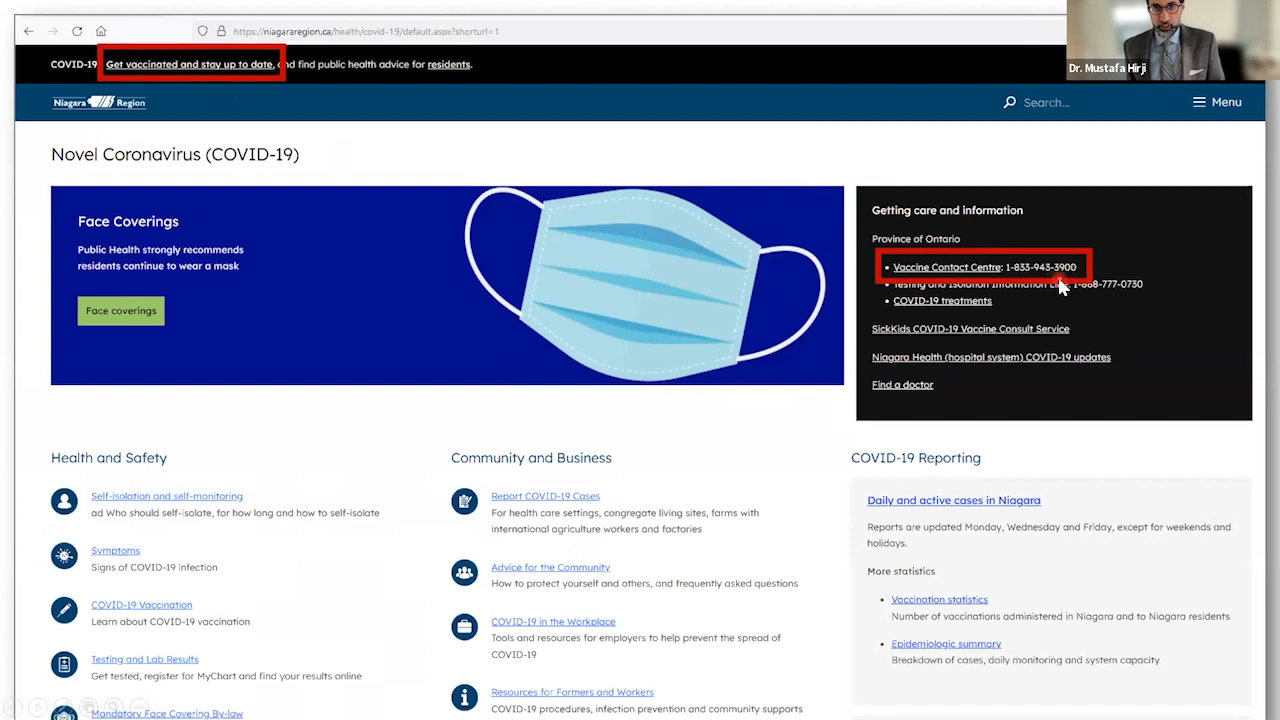 https://niagararegion.ca/health/covid-19/default.aspx?shorturl=1
COVID-19 Get vaccinated and stay up to date, and find public health advice for residents.
Dr. Mustafa Hirji
Niagara Region
Search...
Menu
Novel Coronavirus (COVID-19)
Face Coverings
Public Health strongly recommends
residents continue to wear a mask
Face coverings
Getting care and information
Province of Ontario
• Vaccine Contact Centre: 1-833-943-3900
• Testing and Isolation Information Line: 1-888-777-0730
• COVID-19 treatments
SickKids COVID-19 Vaccine Consult Service
Niagara Health (hospital system) COVID-19 updates
Find a doctor
Health and Safety
Self-isolation and self-monitoring
ad Who should self-isolate, for how long and how to self-isolate
Symptoms
Signs of COVID-19 infection
COVID-19 Vaccination
Learn about COVID-19 vaccination
Testing and Lab Results
Get tested, register for MyChart and find your results online
Mandatory Face Covering By-law
Community and Business
Report COVID-19 Cases
For health care settings, congregate living sites, farms with
international agriculture workers and factories
Advice for the Community
How to protect yourself and others, and frequently asked questions
COVID-19 in the Workplace
Tools and resources for employers to help prevent the spread of
COVID-19
Resources for Farmers and Workers
COVID-19 procedures, infection prevention and community supports
COVID-19 Reporting
Daily and active cases in Niagara
Reports are updated Monday, Wednesday and Friday, except for weekends and
holidays.
More statistics
• Vaccination statistics
Number of vaccinations administered in Niagara and to Niagara residents
• Epidemiologic summary
Breakdown of cases, daily monitoring and system capacity